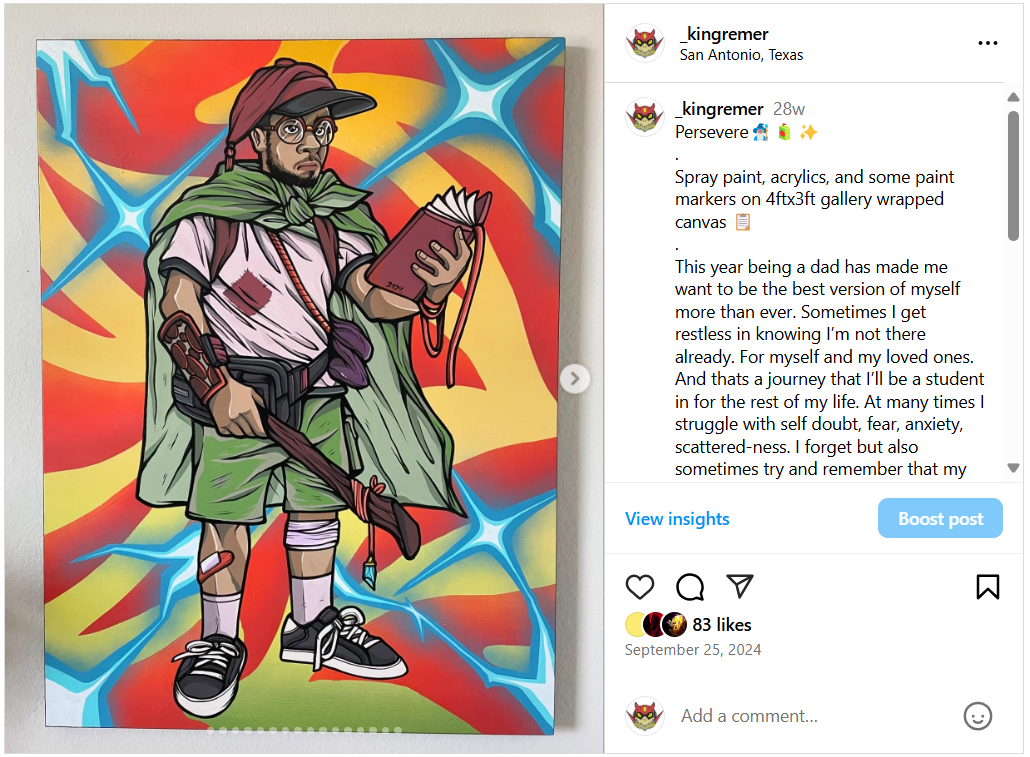 _kingremer
San Antonio, Texas
_kingremer 28w
Persevere 🧙‍♂️ 🧃 ✨
.
Spray paint, acrylics, and some paint
markers on 4ftx3ft gallery wrapped
canvas 📋
.
This year being a dad has made me
want to be the best version of myself
more than ever. Sometimes I get
restless in knowing I’m not there
already. For myself and my loved ones.
And thats a journey that I’ll be a student
in for the rest of my life. At many times I
struggle with self doubt, fear, anxiety,
scattered-ness. I forget but also
sometimes try and remember that my
View insights
Boost post
83 likes
September 25, 2024
Add a comment...